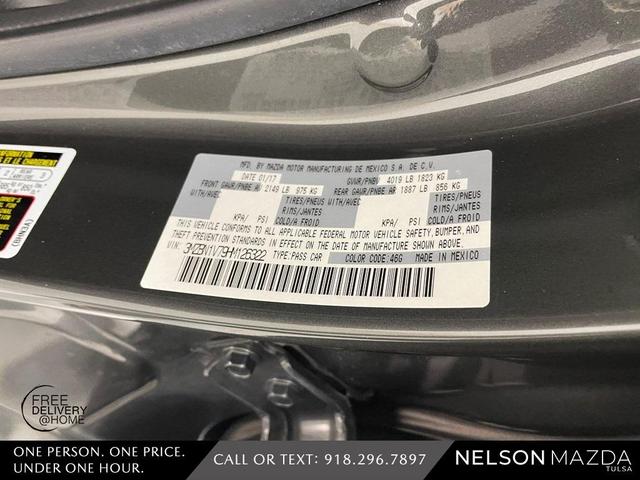 MFD. BY MAZDA MOTOR MANUFACTURING DE MEXICO S.A. DE C.V.
DATE 01/17 GVWR/PNBV 4019 LB 1823 KG
FRONT GAWR/PNBE AV 2149 LB 975 KG REAR GAWR/PNBE AR 1887 LB 856 KG
WITH/AVEC TIRES/PNEUS WITH/AVEC TIRES/PNEUS
RIMS/JANTES RIMS/JANTES
KPA/ PSI COLD/A FROID KPA/ PSI COLD/A FROID
THIS VEHICLE CONFORMS TO ALL APPLICABLE FEDERAL MOTOR VEHICLE SAFETY, BUMPER, AND
THEFT PREVENTION STANDARDS IN EFFECT ON THE DATE OF MANUFACTURE SHOWN ABOVE.
3MZBN1V79HM126322 TYPE: PASS CAR COLOR CODE: 46G MADE IN MEXICO
FREE
DELIVERY
@HOME
ONE PERSON. ONE PRICE.
UNDER ONE HOUR.
CALL OR TEXT: 918.296.7897
NELSON MAZDA
TULSA